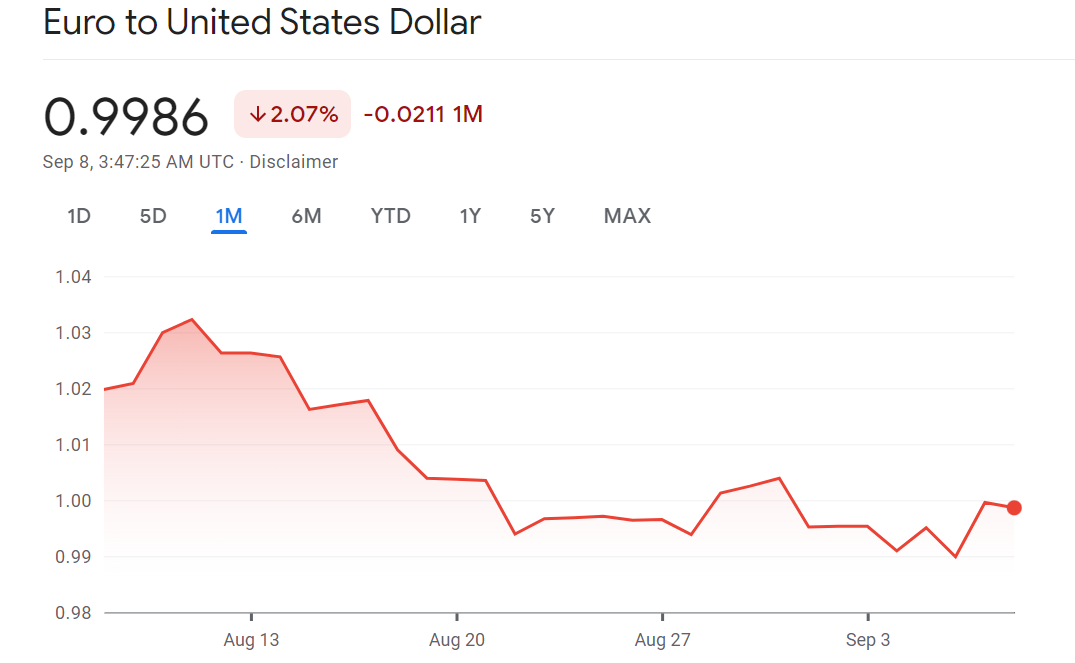 Euro to United States Dollar
0.9986 ↓2.07% -0.0211 1M
Sep 8, 3:47:25 AM UTC · Disclaimer
1D 5D 1M 6M YTD 1Y 5Y MAX
1.04
1.03
1.02
1.01
1.00
0.99
0.98
Aug 13 Aug 20 Aug 27 Sep 3